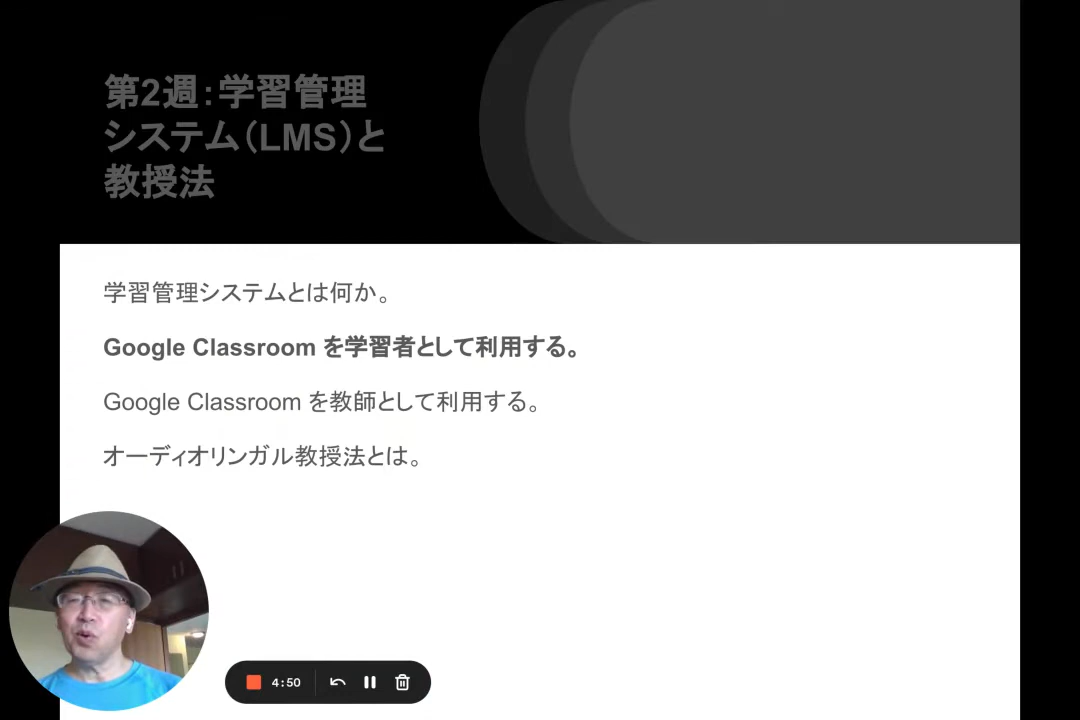 第2週：学習管理
システム（LMS）と
教授法
学習管理システムとは何か。
Google Classroom を学習者として利用する。
Google Classroom を教師として利用する。
オーディオリンガル教授法とは。
4:50